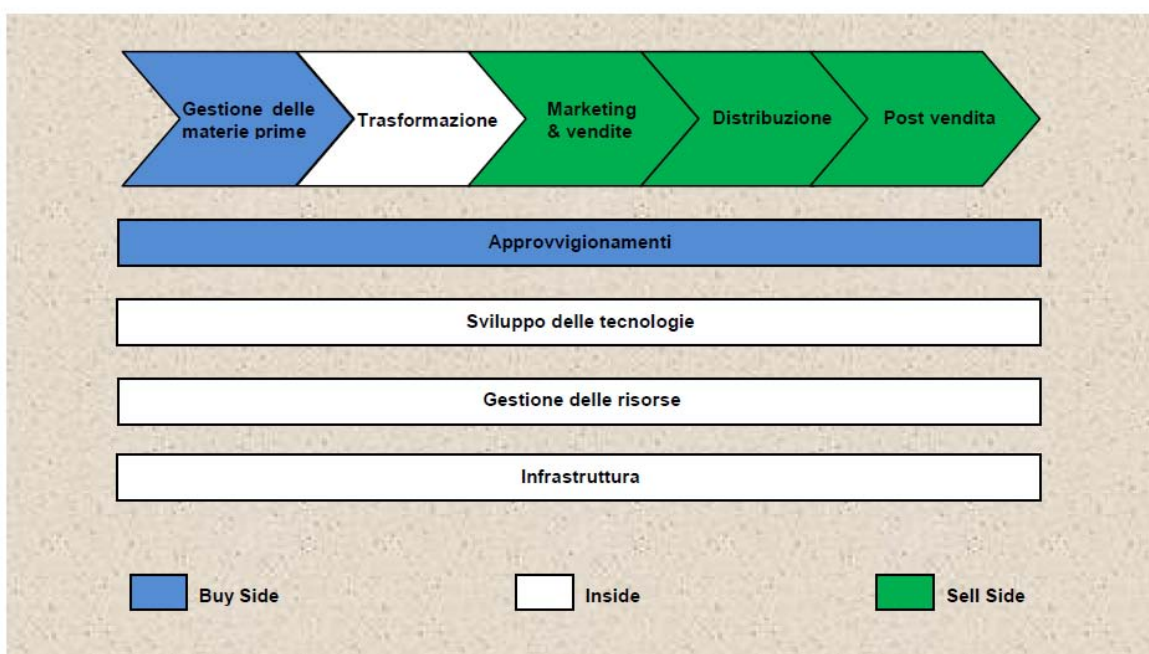 Gestione delle
materie prime
Trasformazione
Marketing
& vendite
Distribuzione
Post vendita
Approvvigionamenti
Sviluppo delle tecnologie
Gestione delle risorse
Infrastruttura
Buy Side
Inside
Sell Side